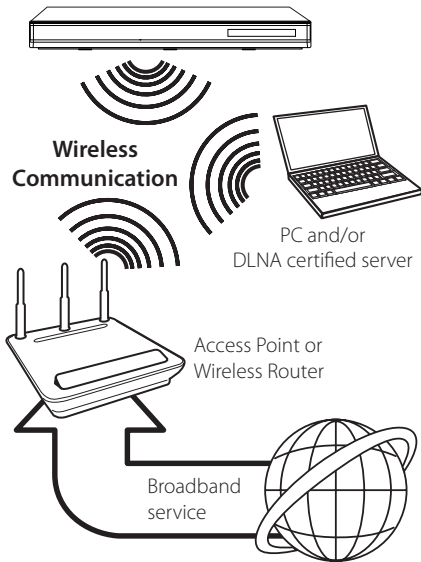 Wireless
Communication
PC and/or
DLNA certified server
Access Point or
Wireless Router
Broadband
service